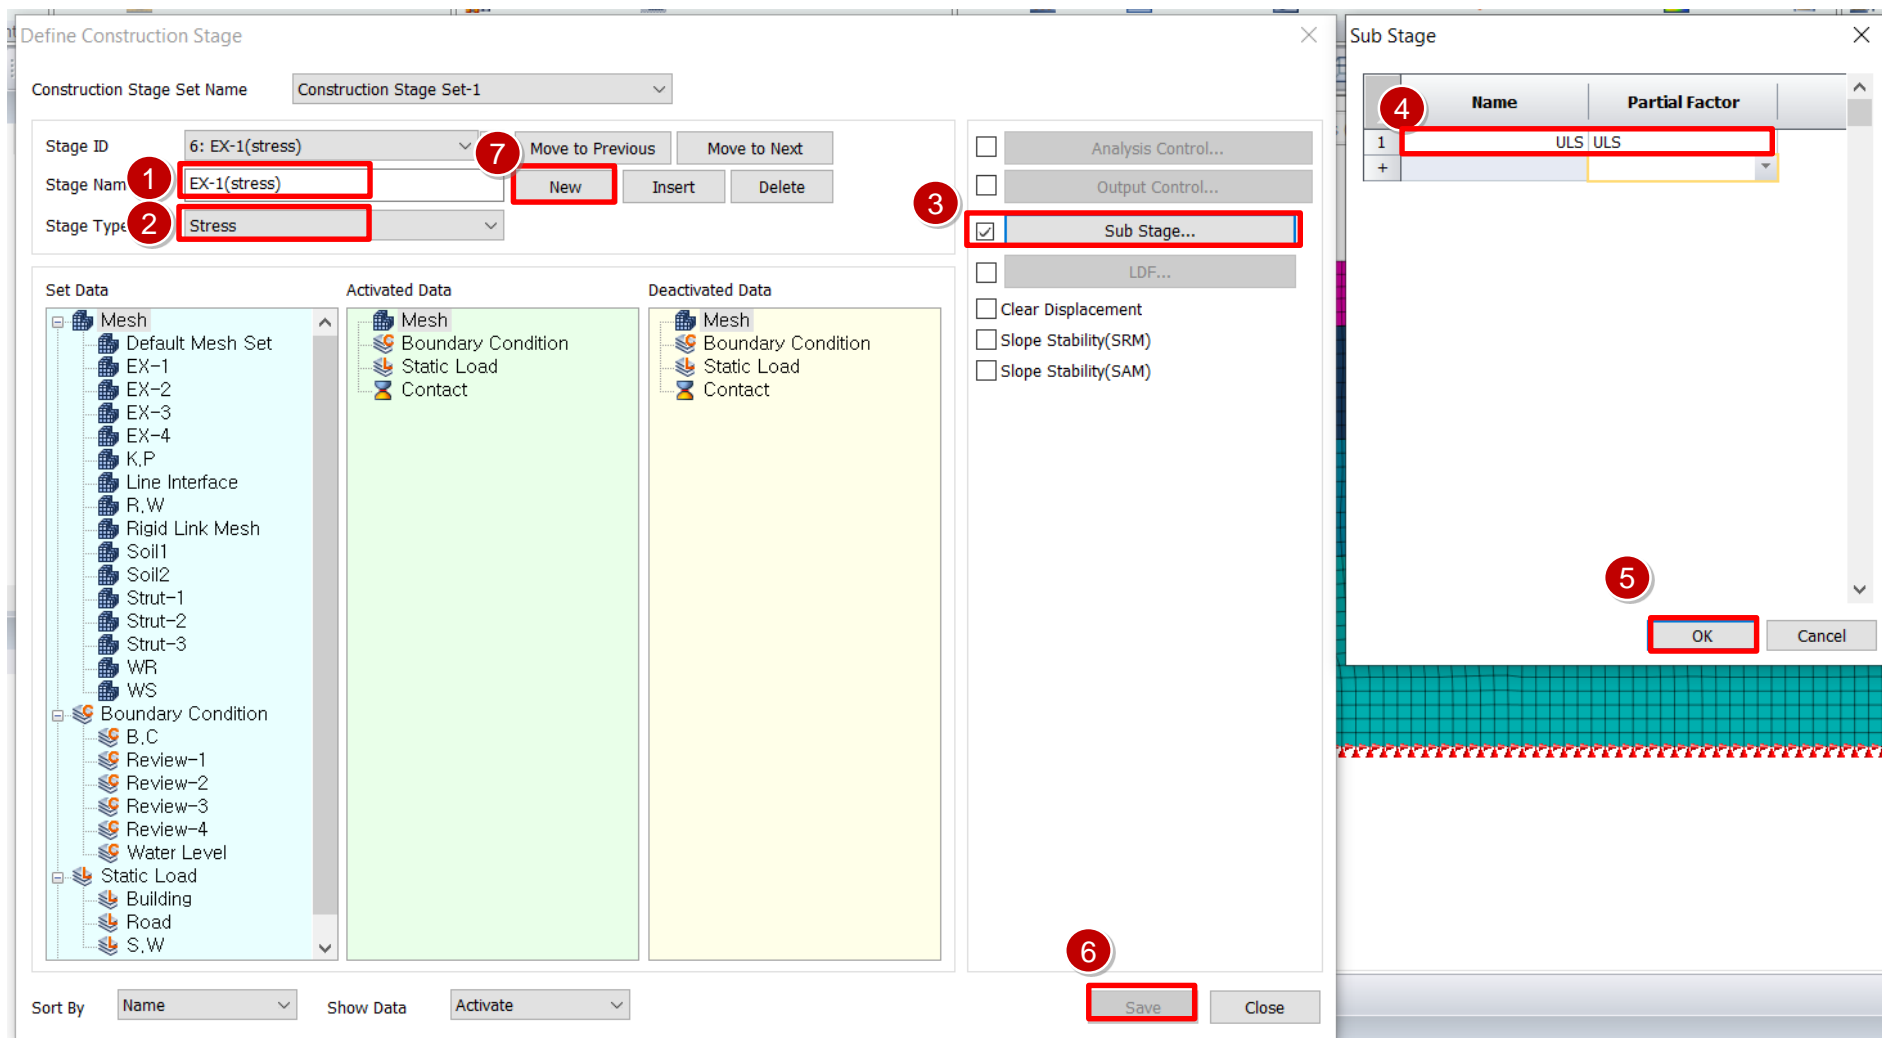 Define Construction Stage
Construction Stage Set Name
Construction Stage Set-1
Stage ID
6: EX-1(stress)
7
Move to Previous
Move to Next
Stage Nam
1
EX-1(stress)
New
Insert
Delete
Stage Type
2
Stress
Set Data
Mesh
Default Mesh Set
EX-1
EX-2
EX-3
EX-4
K,P
Line Interface
R,W
Rigid Link Mesh
Soil1
Soil2
Strut-1
Strut-2
Strut-3
WR
WS
Boundary Condition
B,C
Review-1
Review-2
Review-3
Review-4
Water Level
Static Load
Building
Road
S,W
Activated Data
Mesh
Boundary Condition
Static Load
Contact
Deactivated Data
Mesh
Boundary Condition
Static Load
Contact
Analysis Control...
Output Control...
3
Sub Stage...
LDF...
Clear Displacement
Slope Stability(SRM)
Slope Stability(SAM)
Sort By
Name
Show Data
Activate
6
Save
Close
Sub Stage
4
Name
Partial Factor
1
ULS
ULS
+
5
OK
Cancel